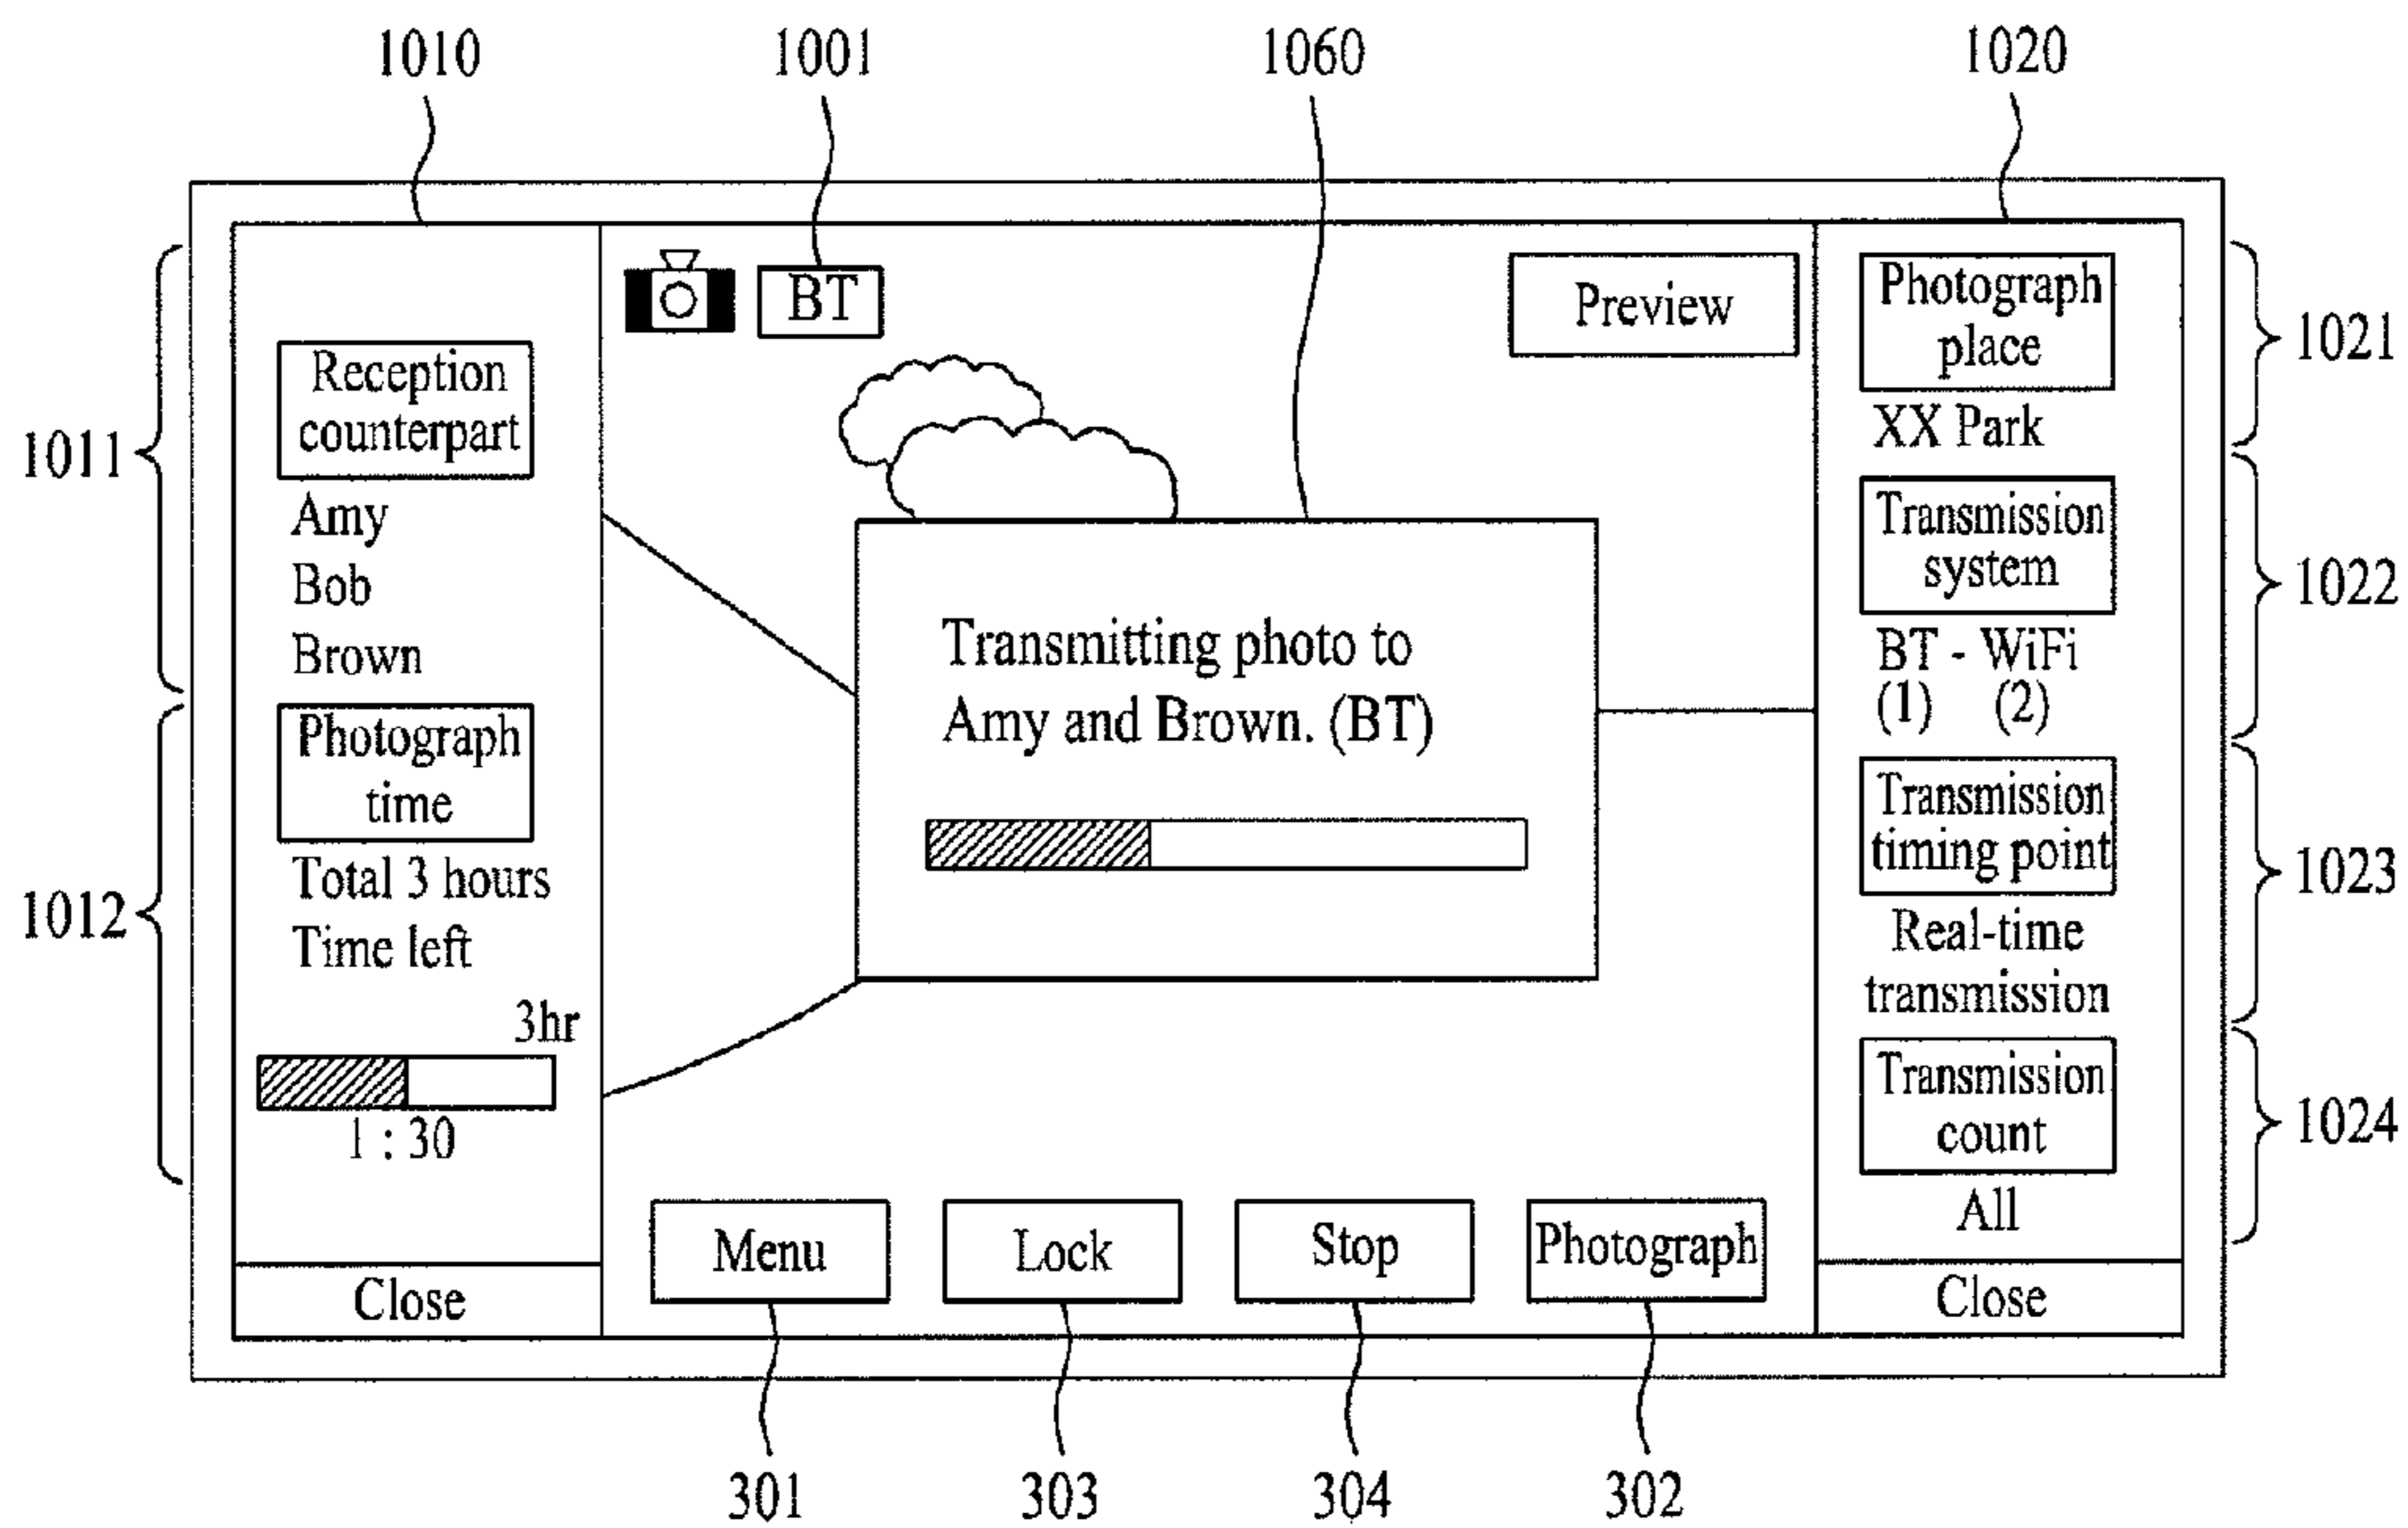 1010
1001
1060
1020
BT
Preview
1011
Reception
counterpart
Amy
Bob
Brown
1012
Photograph
time
Total 3 hours
Time left
3hr
1 : 30
Close
Transmitting photo to
Amy and Brown. (BT)
Menu
Lock
Stop
Photograph
Photograph
place
XX Park
1021
Transmission
system
BT - WiFi
(1) (2)
1022
Transmission
timing point
Real-time
transmission
1023
Transmission
count
All
1024
Close
301
303
304
302